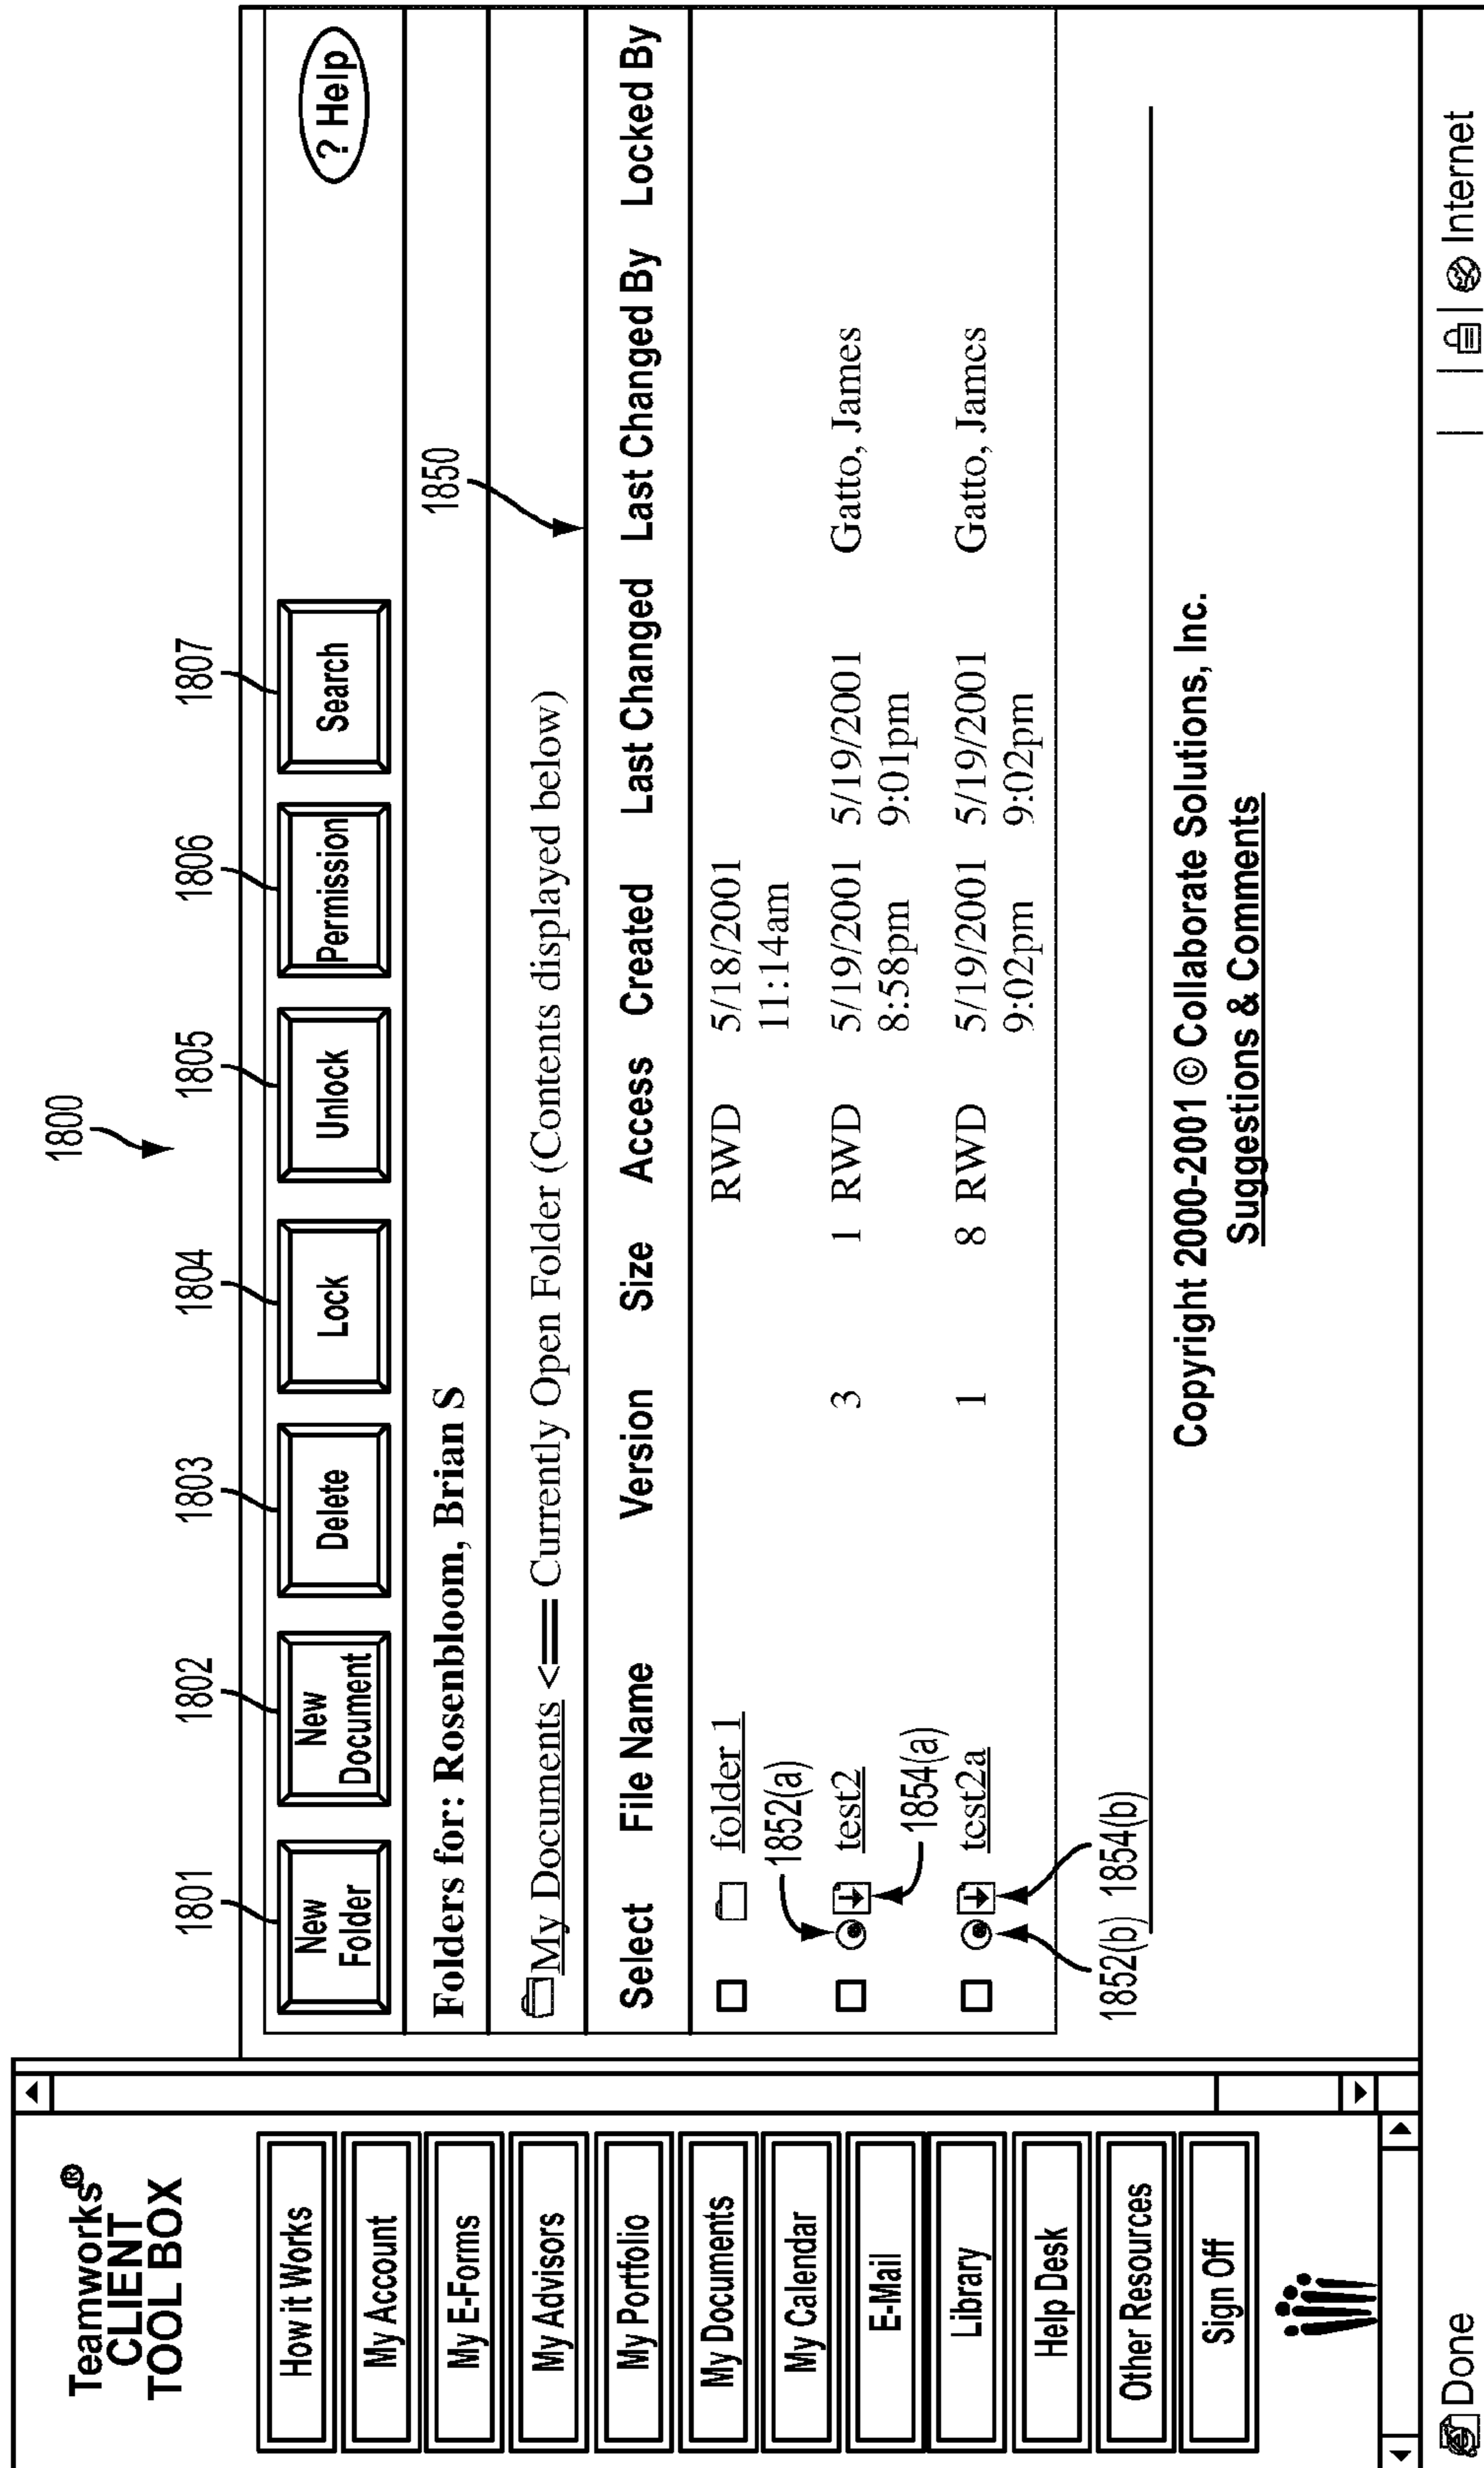 1800
Teamworks®
CLIENT
TOOL BOX
How it Works
My Account
My E-Forms
My Advisors
My Portfolio
My Documents
My Calendar
E-Mail
Library
Help Desk
Other Resources
Sign Off
1801 1802 1803 1804 1805 1806 1807
New Folder New Document Delete Lock Unlock Permission Search ? Help
Folders for: Rosenbloom, Brian S
1850
My Documents <== Currently Open Folder (Contents displayed below)
Select File Name Version Size Access Created Last Changed Last Changed By Locked By
folder 1 RWD 5/18/2001
11:14am
1852(a)
test2 3 1 RWD 5/19/2001 5/19/2001 Gatto, James
8:58pm 9:01pm
1854(a)
test2a 1 8 RWD 5/19/2001 5/19/2001 Gatto, James
9:02pm 9:02pm
1852(b) 1854(b)
Copyright 2000-2001 © Collaborate Solutions, Inc.
Suggestions & Comments
Done Internet